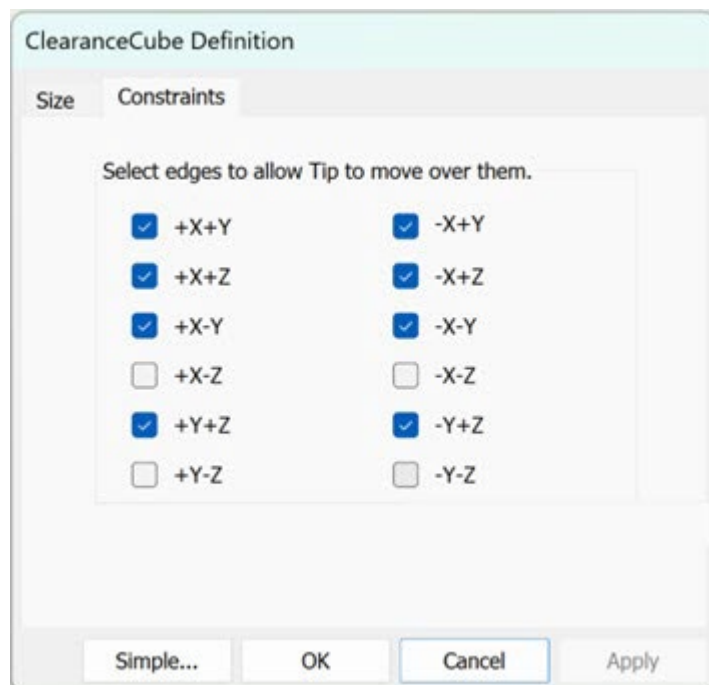 ClearanceCube Definition
Size Constraints
Select edges to allow Tip to move over them.
+X+Y -X+Y
+X+Z -X+Z
+X-Y -X-Y
+X-Z -X-Z
+Y+Z -Y+Z
+Y-Z -Y-Z
Simple... OK Cancel Apply